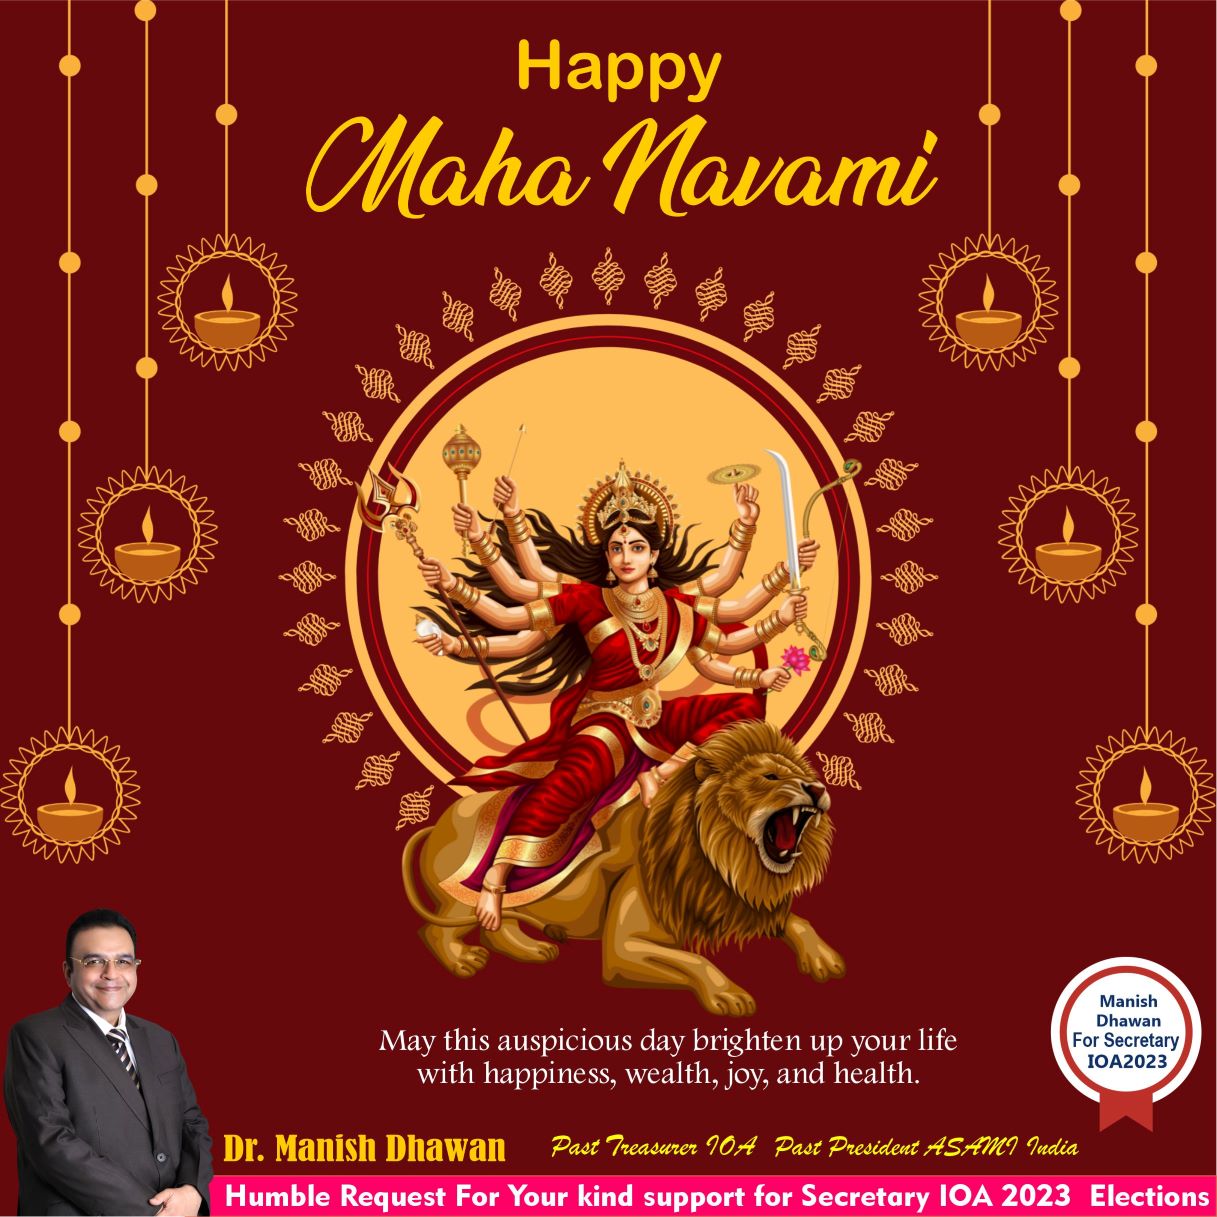 Happy
Maha Navami
May this auspicious day brighten up your life
with happiness, wealth, joy, and health.
Manish
Dhawan
For Secretary
IOA2023
Dr. Manish Dhawan Past Treasurer IOA Past President ASAMI India
Humble Request For Your kind support for Secretary IOA 2023 Elections